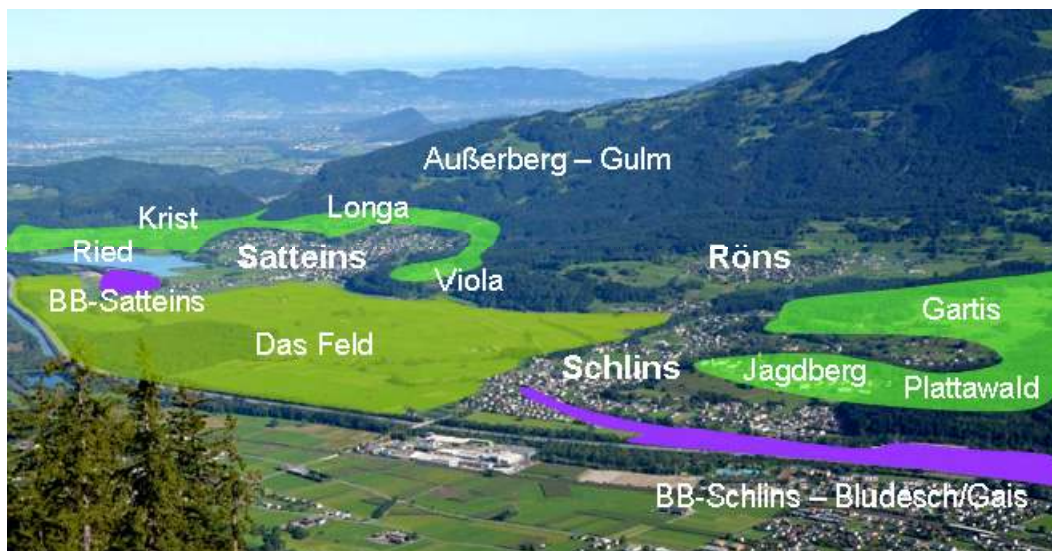 Außerberg – Gulm
Krist
Longa
Ried
Satteins
Röns
Viola
BB-Satteins
Gartis
Das Feld
Schlins
Jagdberg
Plattawald
BB-Schlins – Bludesch/Gais